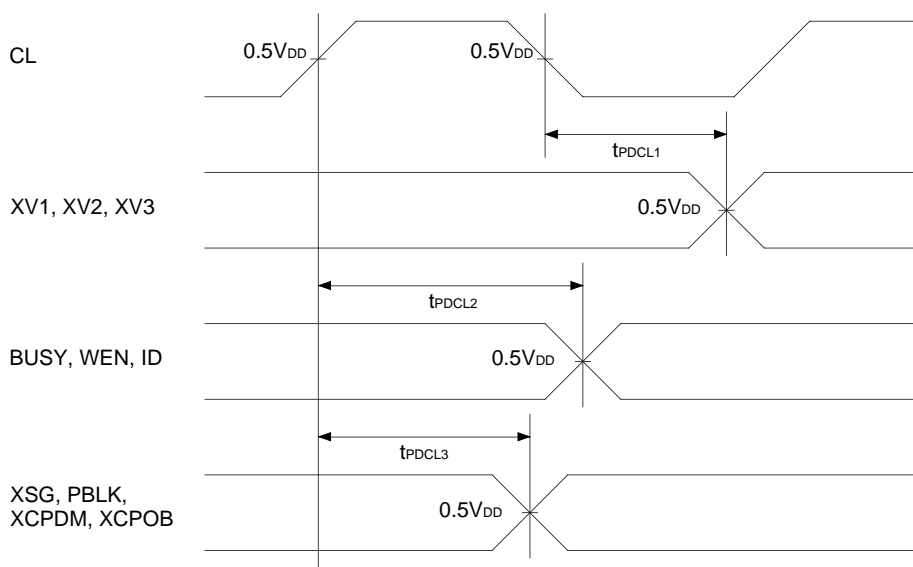 CL
0.5VDD
0.5VDD
tPDCL1
XV1, XV2, XV3
0.5VDD
tPDCL2
BUSY, WEN, ID
0.5VDD
tPDCL3
XSG, PBLK,
XCPDM, XCPOB
0.5VDD